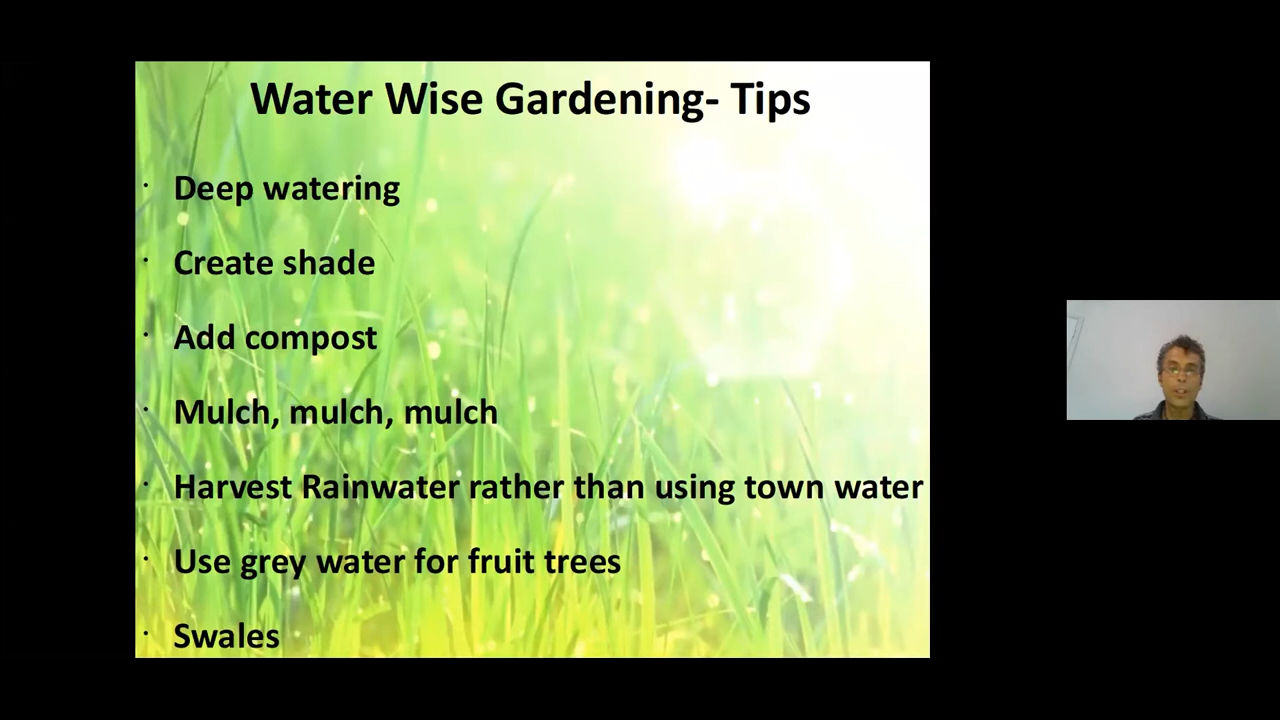 Water Wise Gardening- Tips
· Deep watering
· Create shade
· Add compost
· Mulch, mulch, mulch
· Harvest Rainwater rather than using town water
· Use grey water for fruit trees
· Swales